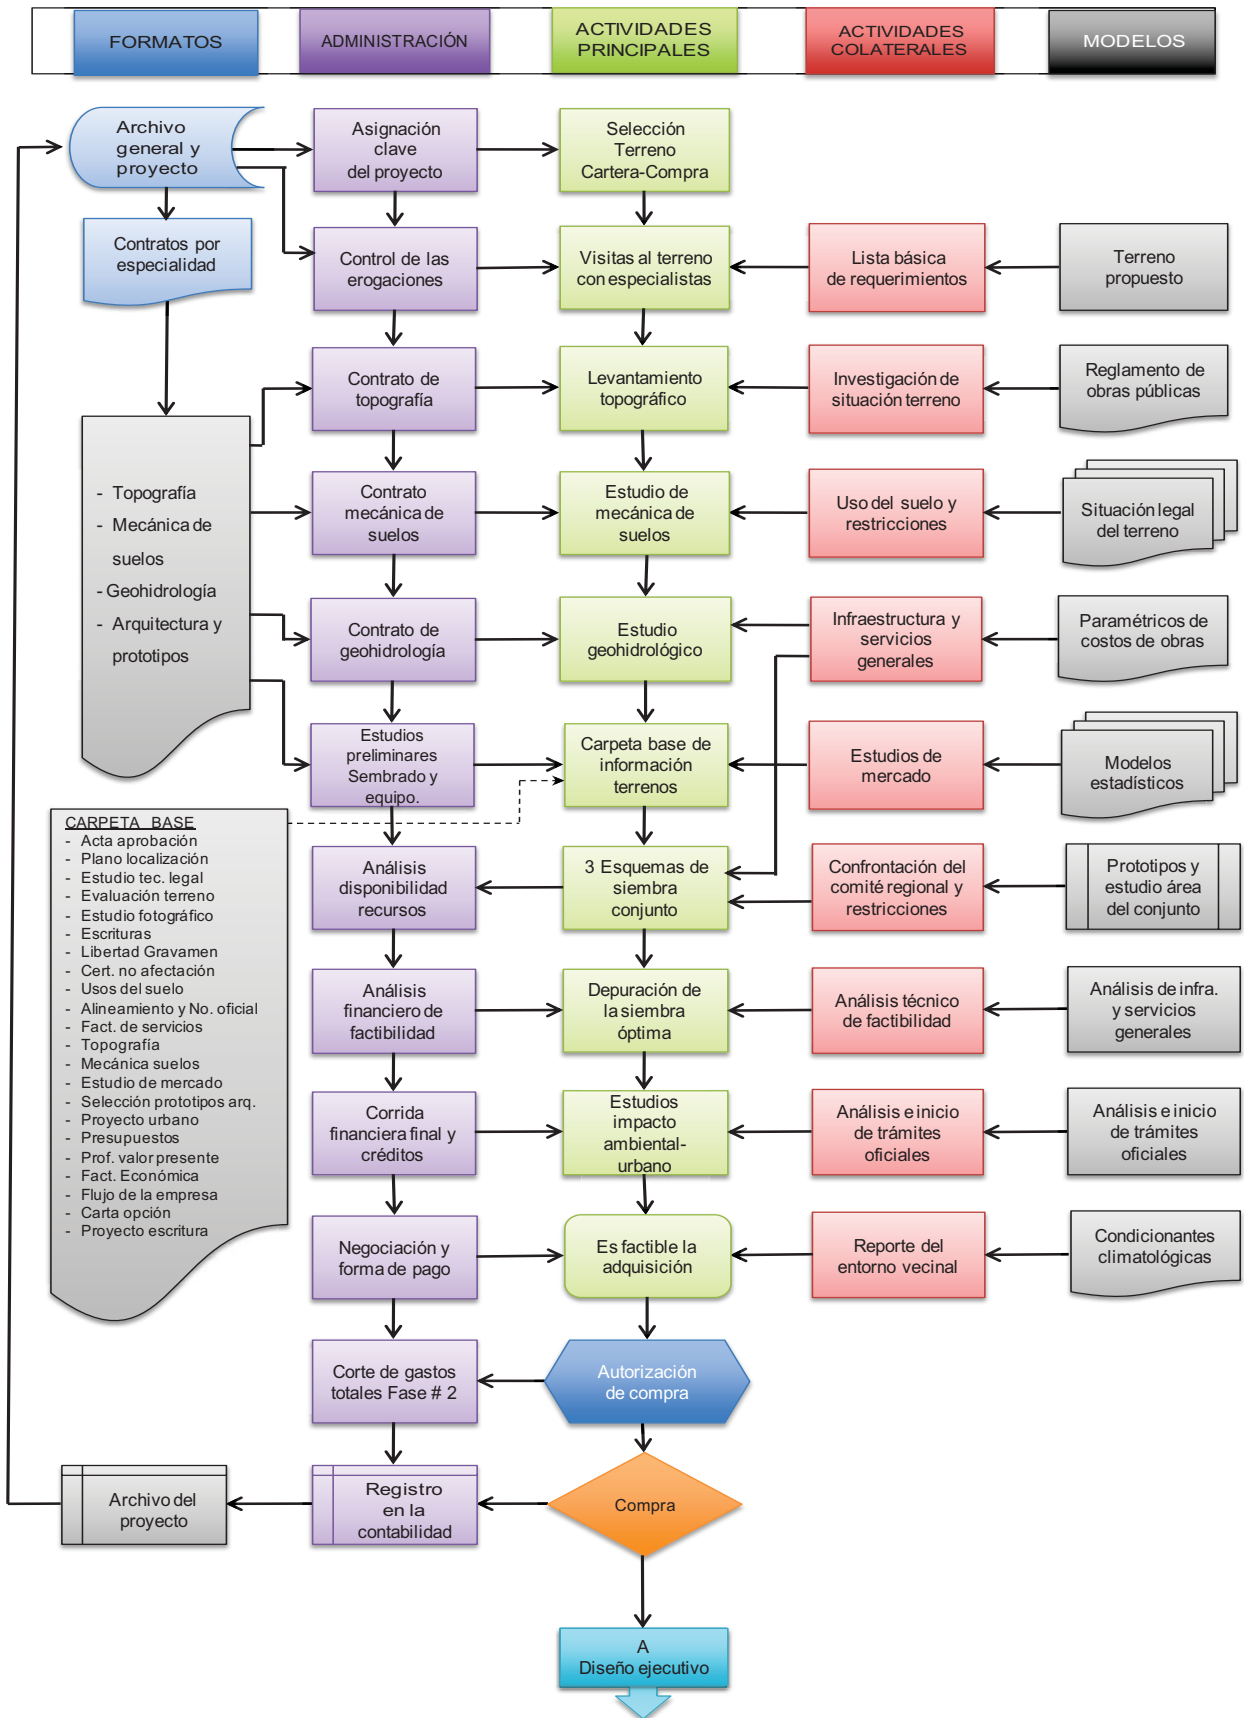 FORMATOS
ADMINISTRACIÓN
ACTIVIDADES
PRINCIPALES
ACTIVIDADES
COLATERALES
MODELOS
Archivo
general y
proyecto
Asignación
clave
del proyecto
Selección
Terreno
Cartera-Compra
Contratos por
especialidad
Control de las
erogaciones
Visitas al terreno
con especialistas
Lista básica
de requerimientos
Terreno
propuesto
Contrato de
topografía
Levantamiento
topográfico
Investigación de
situación terreno
Reglamento de
obras públicas
- Topografía
- Mecánica de
suelos
- Geohidrología
- Arquitectura y
prototipos
Contrato
mecánica de
suelos
Estudio de
mecánica de
suelos
Uso del suelo y
restricciones
Situación legal
del terreno
Contrato de
geohidrología
Estudio
geohidrológico
Infraestructura y
servicios
generales
Paramétricos de
costos de obras
Estudios
preliminares
Sembrado y
equipo.
Carpeta base de
información
terrenos
Estudios de
mercado
Modelos
estadísticos
CARPETA BASE
- Acta aprobación
- Plano localización
- Estudio tec. legal
- Evaluación terreno
- Estudio fotográfico
- Escrituras
- Libertad Gravamen
- Cert. no afectación
- Usos del suelo
- Alineamiento y No. oficial
- Fact. de servicios
- Topografía
- Mecánica suelos
- Estudio de mercado
- Selección prototipos arq.
- Proyecto urbano
- Presupuestos
- Prof. valor presente
- Fact. Económica
- Flujo de la empresa
- Carta opción
- Proyecto escritura
Análisis
disponibilidad
recursos
3 Esquemas de
siembra
conjunto
Confrontación del
comité regional y
restricciones
Prototipos y
estudio área
del conjunto
Análisis
financiero de
factibilidad
Depuración de
la siembra
óptima
Análisis técnico
de factibilidad
Análisis de infra.
y servicios
generales
Corrida
financiera final y
créditos
Estudios
impacto
ambiental-
urbano
Análisis e inicio
de trámites
oficiales
Análisis e inicio
de trámites
oficiales
Negociación y
forma de pago
Es factible la
adquisición
Reporte del
entorno vecinal
Condicionantes
climatológicas
Corte de gastos
totales Fase # 2
Autorización
de compra
Archivo del
proyecto
Registro
en la
contabilidad
Compra
A
Diseño ejecutivo